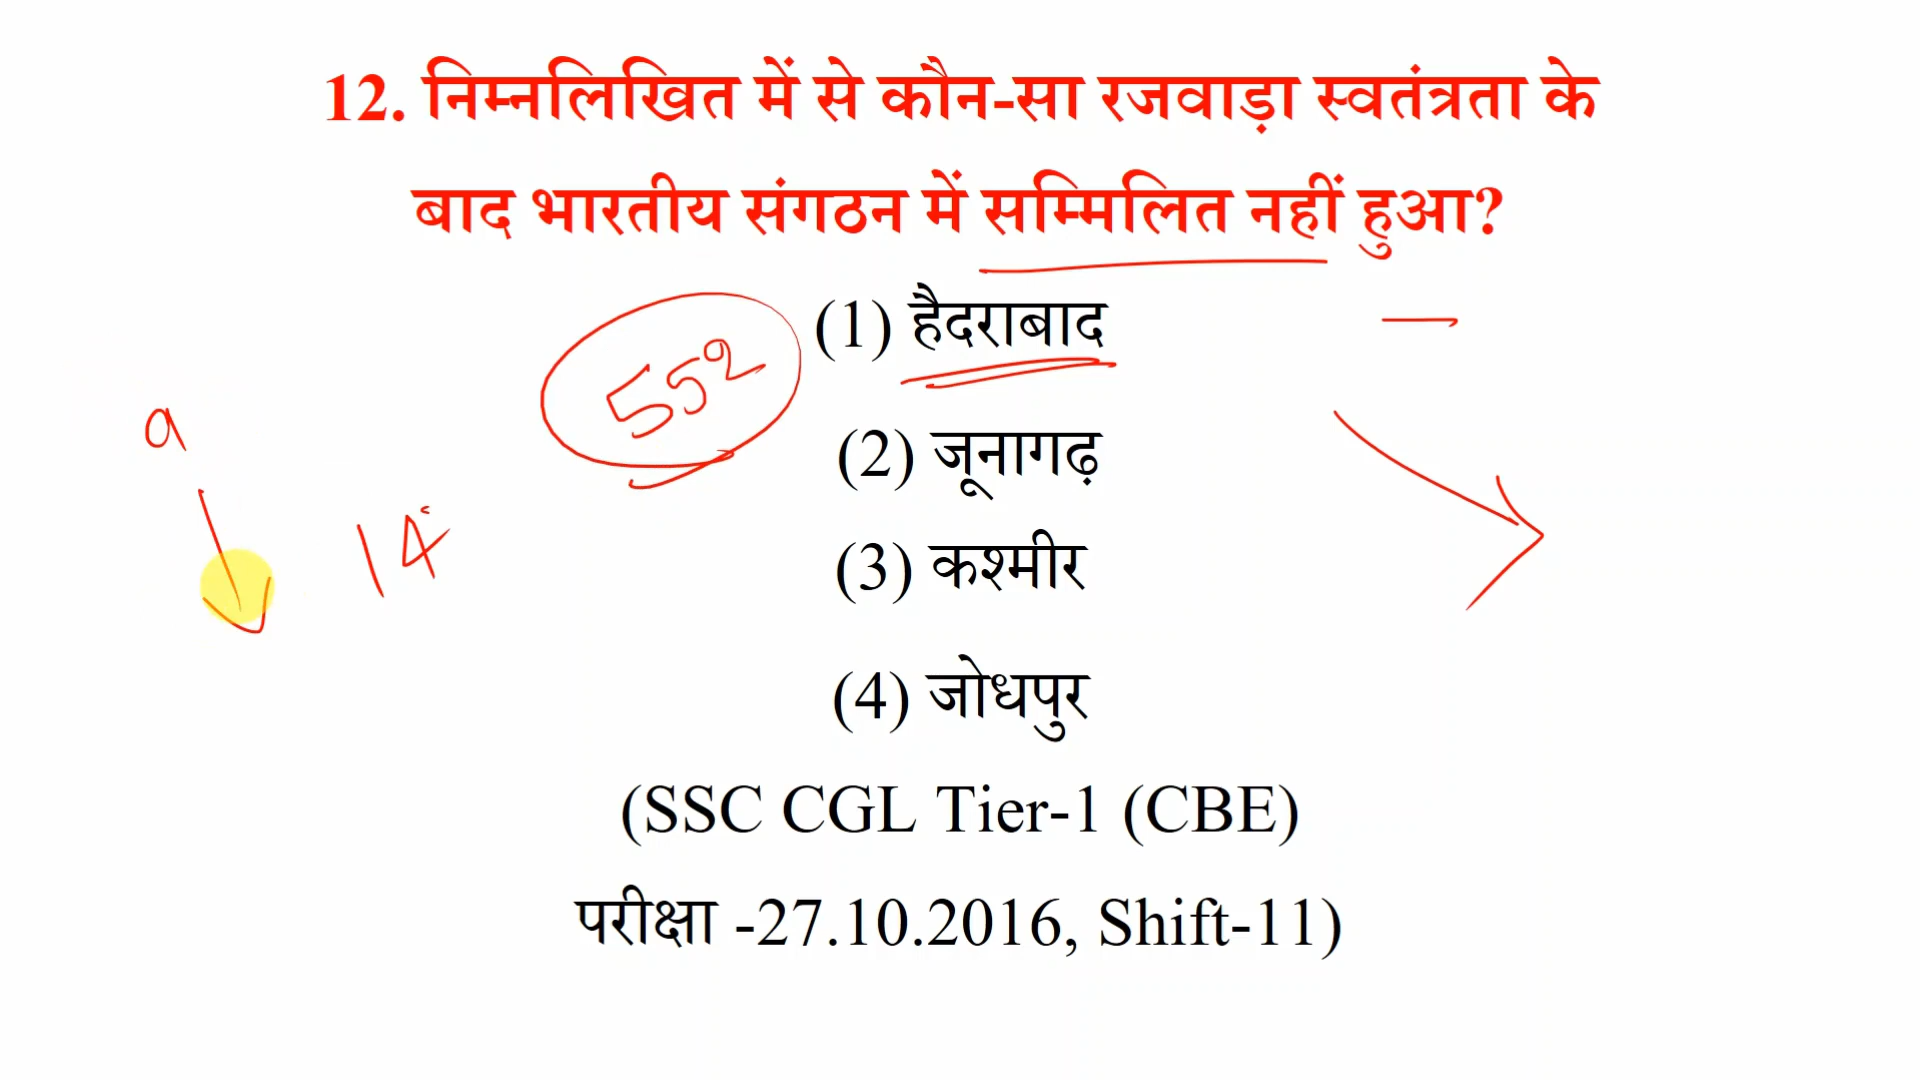 12. निम्नलिखित में से कौन-सा रजवाड़ा स्वतंत्रता के
बाद भारतीय संगठन में सम्मिलित नहीं हुआ?
(1) हैदराबाद
552
(2) जूनागढ़
(3) कश्मीर
14
(4) जोधपुर
(SSC CGL Tier-1 (CBE)
परीक्षा -27.10.2016, Shift-11)